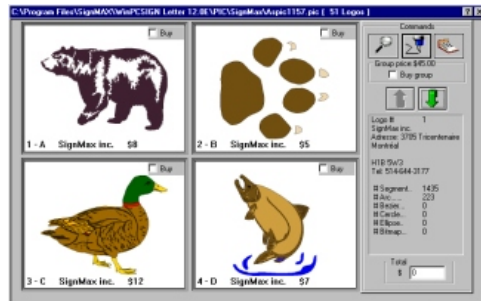 C:\Program Files\SignMAX\WinPCSIGN Letter 12.0E\PIC\SignMax\Aspic1157.pic ( 51 Logos )
Buy
1 - A SignMax inc. $8
Buy
2 - B SignMax inc. $5
Buy
3 - C SignMax inc. $12
Buy
4 - D SignMax inc. $7
Commands
Group price $45.00
Buy group
Logo # 1
SignMax inc.
Adresse: 3705 Tricentenaire
Montréal
H1B 5W3
Tel: 514-644-3177
# Segment.. 1435
# Arc..... 223
# Bezier... 0
# Cercle... 0
# Ellipse.. 0
# Bitmap... 0
Total
$ 0